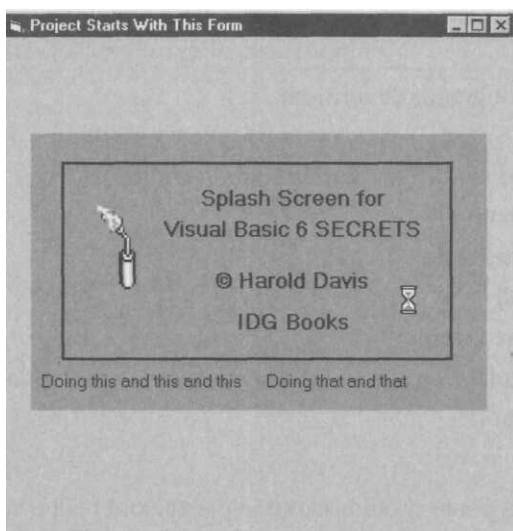 Project Starts With This Form
Splash Screen for
Visual Basic 6 SECRETS
© Harold Davis
IDG Books
Doing this and this and this Doing that and that